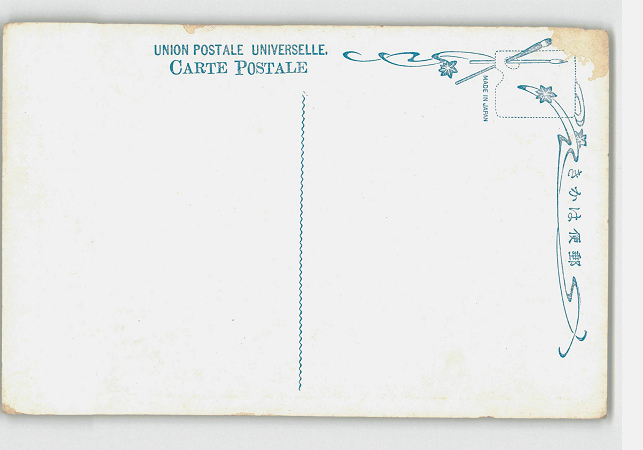 UNION POSTALE UNIVERSELLE.
CARTE POSTALE
MADE IN JAPAN
きかは便郵